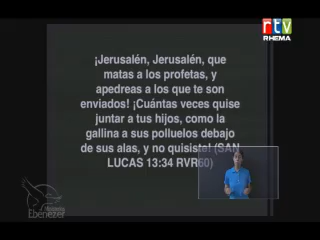 rtv
RHEMA
¡Jerusalén, Jerusalén, que
matas a los profetas, y
apedreas a los que te son
enviados! ¡Cuántas veces quise
juntar a tus hijos, como la
gallina a sus polluelos debajo
de sus alas, y no quisiste! (SAN
LUCAS 13:34 RVR60)
Ministerios
Ebenezer